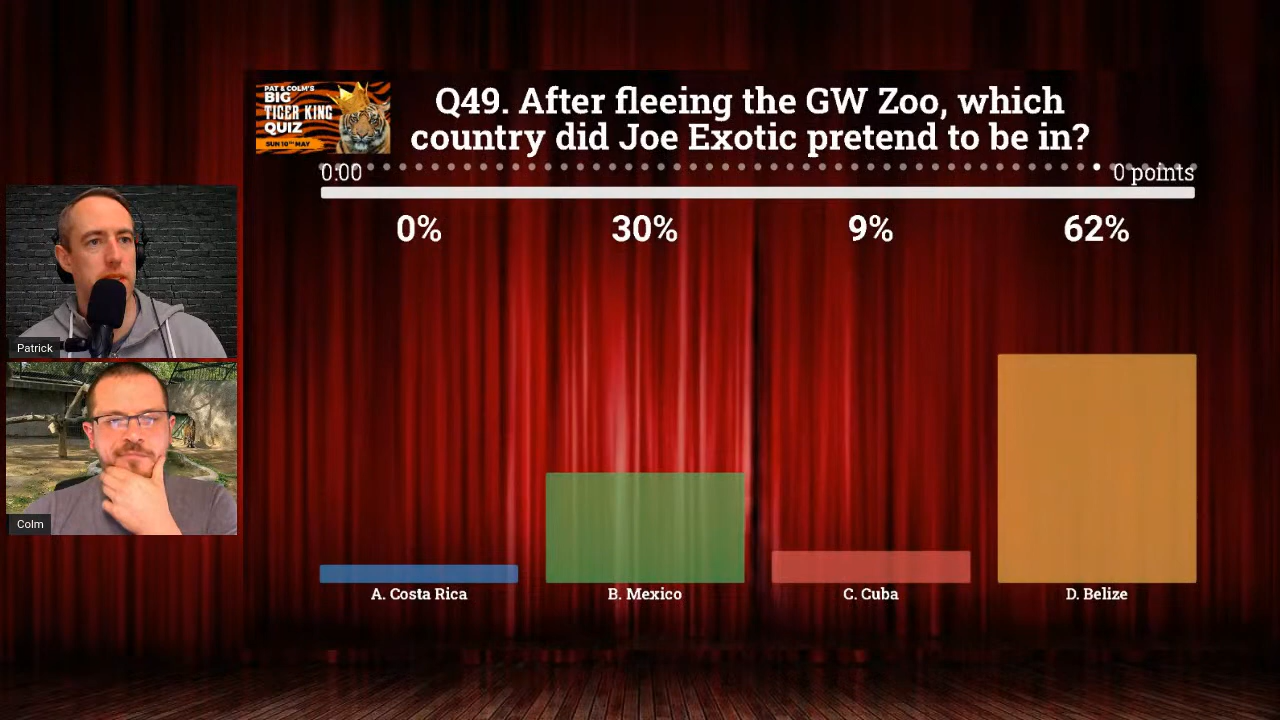 PAT & COLM'S
BIG
TIGER KING
QUIZ
SUN 10TH MAY
Q49. After fleeing the GW Zoo, which
country did Joe Exotic pretend to be in?
0:00
0 points
0%
30%
9%
62%
Patrick
Colm
A. Costa Rica
B. Mexico
C. Cuba
D. Belize